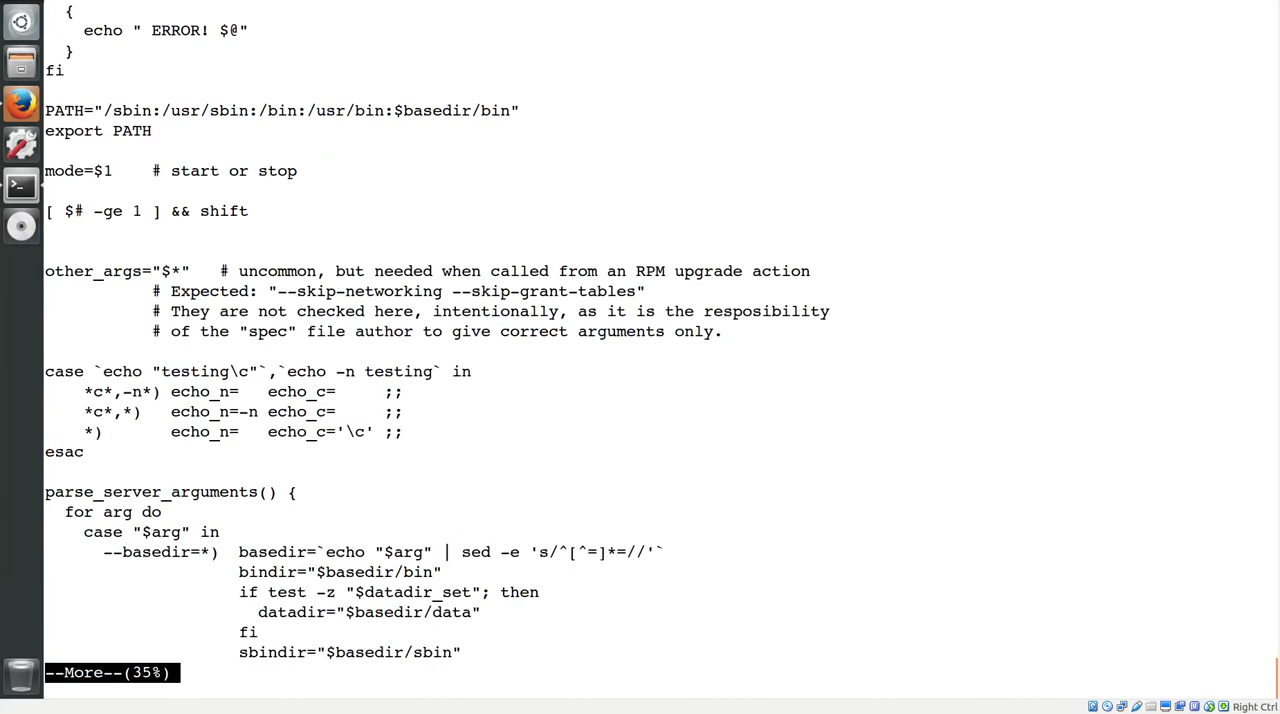 {
echo " ERROR! $@"
}
fi
PATH="/sbin:/usr/sbin:/bin:/usr/bin:$basedir/bin"
export PATH
mode=$1    # start or stop
[ $# -ge 1 ] && shift
other_args="$*"   # uncommon, but needed when called from an RPM upgrade action
# Expected: "--skip-networking --skip-grant-tables"
# They are not checked here, intentionally, as it is the resposibility
# of the "spec" file author to give correct arguments only.
case `echo "testing\c"`,`echo -n testing` in
*c*,-n*) echo_n=   echo_c=     ;;
*c*,*)   echo_n=-n echo_c=     ;;
*)       echo_n=   echo_c='\c' ;;
esac
parse_server_arguments() {
for arg do
case "$arg" in
--basedir=*)  basedir=`echo "$arg" | sed -e 's/^[^=]*=//'`
bindir="$basedir/bin"
if test -z "$datadir_set"; then
datadir="$basedir/data"
fi
sbindir="$basedir/sbin"
--More--(35%)
Right Ctrl